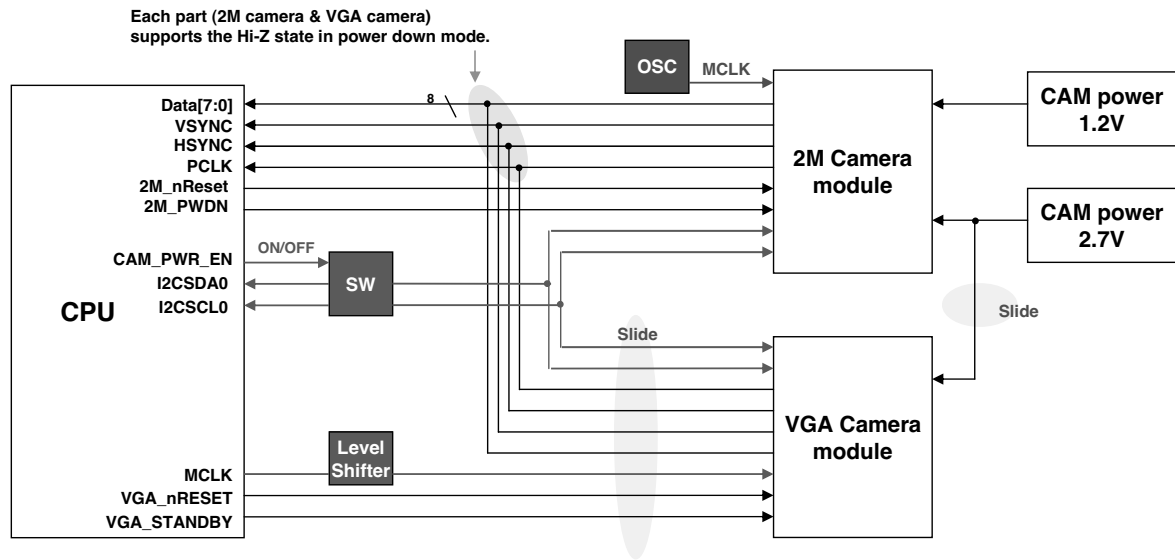 Each part (2M camera & VGA camera)
supports the Hi-Z state in power down mode.
OSC
MCLK
8
Data[7:0]
VSYNC
HSYNC
PCLK
2M_nReset
2M_PWDN
2M Camera
module
CAM power
1.2V
CAM power
2.7V
CAM_PWR_EN
ON/OFF
I2CSDA0
SW
I2CSCL0
CPU
Slide
Slide
VGA Camera
module
Level
Shifter
MCLK
VGA_nRESET
VGA_STANDBY